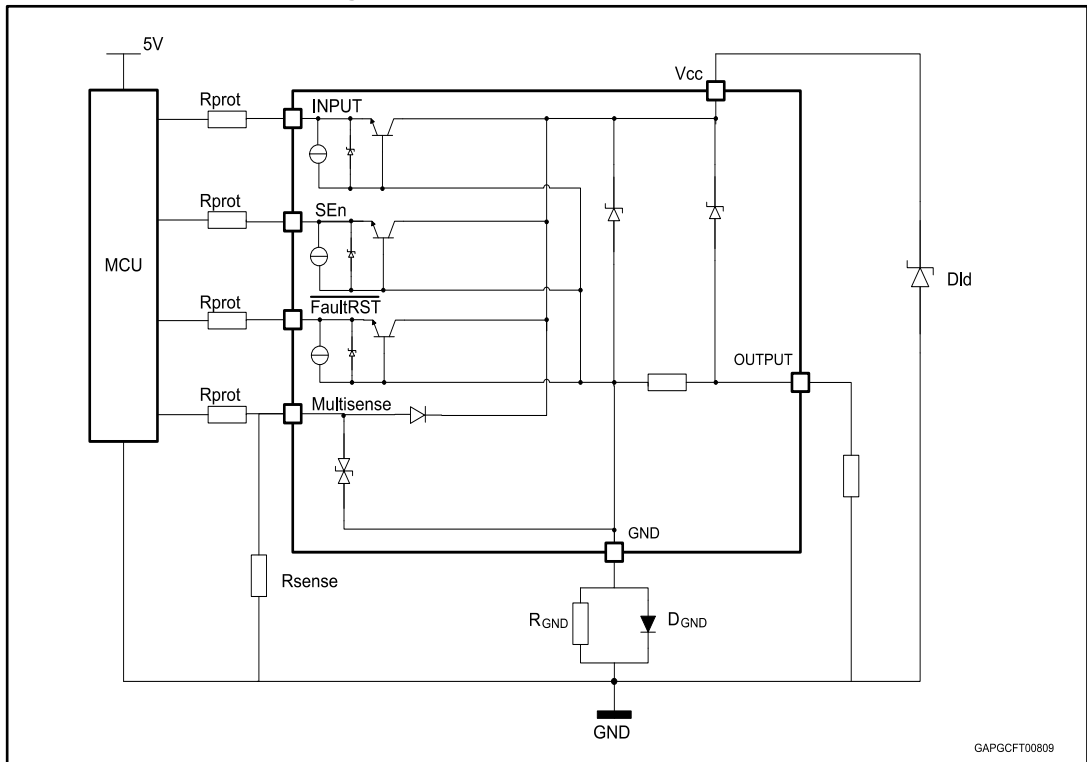 5V
Vcc
Rprot
INPUT
Rprot
SEn
MCU
Dld
Rprot
FaultRST
OUTPUT
Rprot
Multisense
GND
Rsense
RGND
DGND
GND
GAPGCFT00809